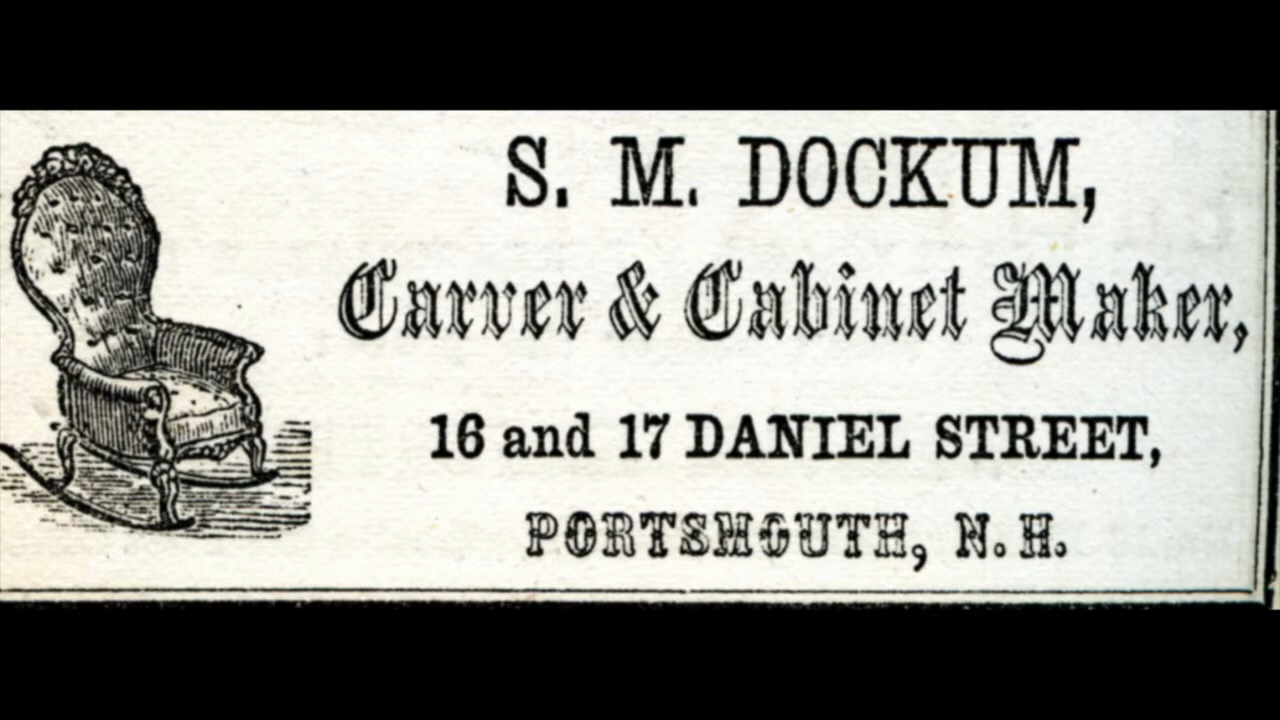 S. M. DOCKUM,
Carver & Cabinet Maker,
16 and 17 DANIEL STREET,
PORTSMOUTH, N. H.